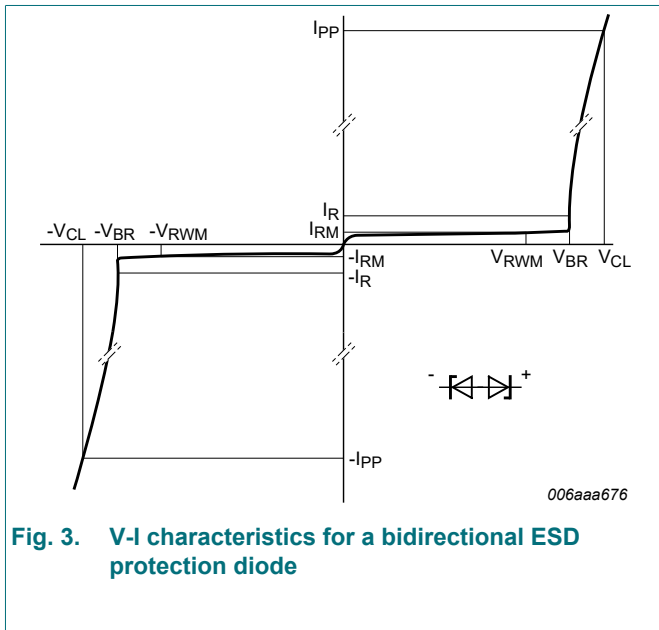 IPP
IR
IRM
-VCL -VBR -VRWM
-IRM
-IR
VRWM VBR VCL
- +
-IPP
006aaa676
Fig. 3. V-I characteristics for a bidirectional ESD
protection diode